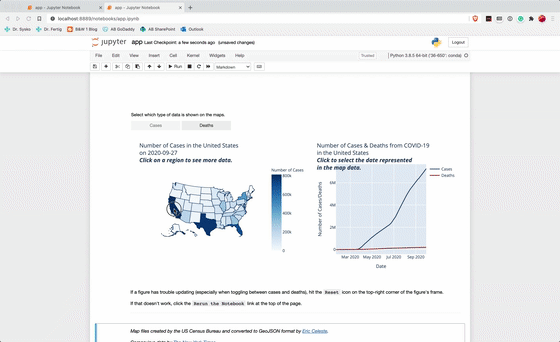 app - Jupyter Notebook
app - Jupyter Notebook
localhost:8889/notebooks/app.ipynb
Dr. Sysko Dr. Fertig B&M 1 Blog AB GoDaddy AB SharePoint Outlook
jupyter app Last Checkpoint: a few seconds ago (unsaved changes) Logout
File Edit View Insert Cell Kernel Widgets Help Trusted Python 3.8.5 64-bit
Run Markdown
Select which type of data is shown on the maps.
Cases Deaths
Number of Cases in the United States
on 2020-09-27
Click on a region to see more data.
Number of Cases
800k
600k
400k
200k
0
Number of Cases & Deaths from COVID-19
in the United States
Click to select the date represented
in the map data.
Cases
Deaths
Number of Cases/Deaths
6M
4M
2M
0
Mar 2020 May 2020 Jul 2020 Sep 2020
Date
If a figure has trouble updating (especially when toggling between cases and deaths), hit the Reset icon on the top-right corner of the figure's frame.
If that doesn't work, click the Rerun the Notebook link at the top of the page.
Map files created by the US Census Bureau and converted to GeoJSON format by Eric Celeste.